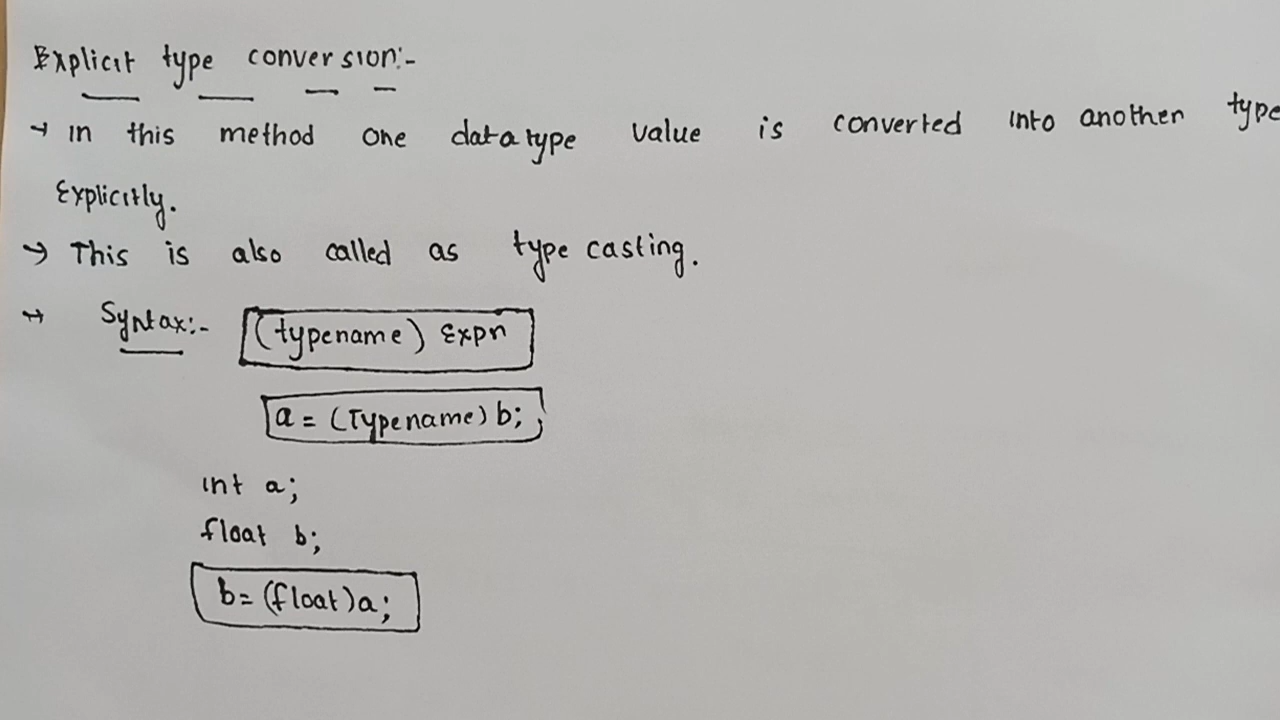 Explicit type conversion:-
→ In this method one datatype value is converted into another type
Explicitly.
→ This is also called as type casting.
→ Syntax:- (typename) Expn
a = (Typename) b;
int a;
float b;
b = (float)a;